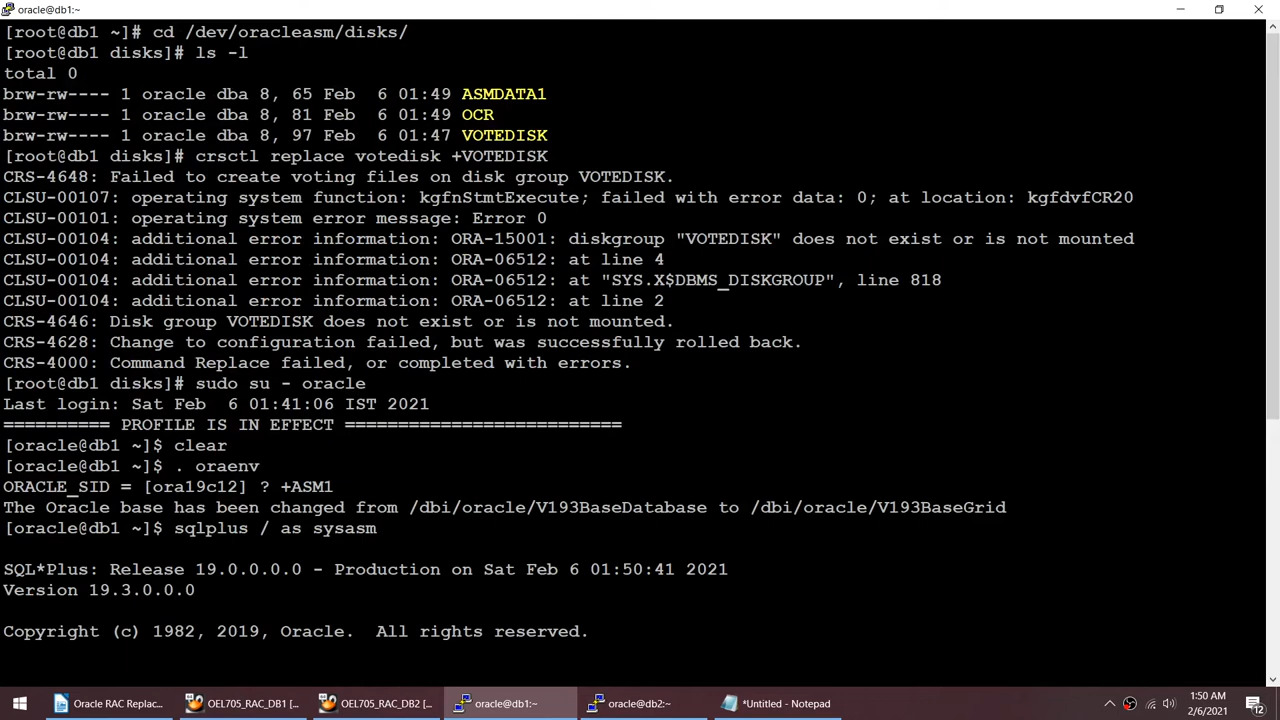 oracle@db1:~
[root@db1 ~]# cd /dev/oracleasm/disks/
[root@db1 disks]# ls -l
total 0
brw-rw---- 1 oracle dba 8, 65 Feb  6 01:49 ASMDATA1
brw-rw---- 1 oracle dba 8, 81 Feb  6 01:49 OCR
brw-rw---- 1 oracle dba 8, 97 Feb  6 01:47 VOTEDISK
[root@db1 disks]# crsctl replace votedisk +VOTEDISK
CRS-4648: Failed to create voting files on disk group VOTEDISK.
CLSU-00107: operating system function: kgfnStmtExecute; failed with error data: 0; at location: kgfdvfCR20
CLSU-00101: operating system error message: Error 0
CLSU-00104: additional error information: ORA-15001: diskgroup "VOTEDISK" does not exist or is not mounted
CLSU-00104: additional error information: ORA-06512: at line 4
CLSU-00104: additional error information: ORA-06512: at "SYS.X$DBMS_DISKGROUP", line 818
CLSU-00104: additional error information: ORA-06512: at line 2
CRS-4646: Disk group VOTEDISK does not exist or is not mounted.
CRS-4628: Change to configuration failed, but was successfully rolled back.
CRS-4000: Command Replace failed, or completed with errors.
[root@db1 disks]# sudo su - oracle
Last login: Sat Feb  6 01:41:06 IST 2021
========== PROFILE IS IN EFFECT ==========================
[oracle@db1 ~]$ clear
[oracle@db1 ~]$ . oraenv
ORACLE_SID = [ora19c12] ? +ASM1
The Oracle base has been changed from /dbi/oracle/V193BaseDatabase to /dbi/oracle/V193BaseGrid
[oracle@db1 ~]$ sqlplus / as sysasm
SQL*Plus: Release 19.0.0.0.0 - Production on Sat Feb 6 01:50:41 2021
Version 19.3.0.0.0
Copyright (c) 1982, 2019, Oracle.  All rights reserved.
Oracle RAC Replac... OEL705_RAC_DB1 [... OEL705_RAC_DB2 [... oracle@db1:~ oracle@db2:~ *Untitled - Notepad 1:50 AM
2/6/2021 12